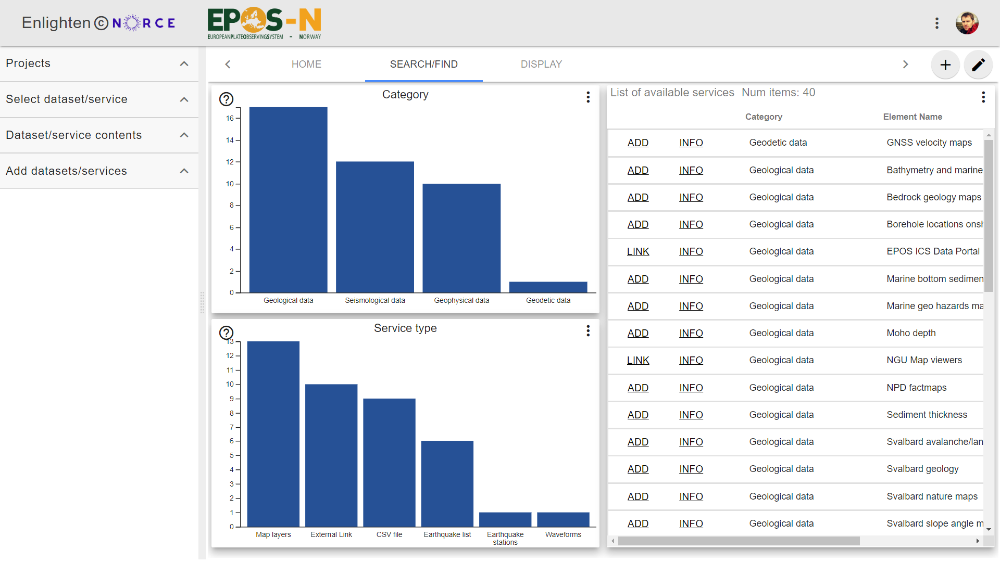 Enlighten © NORCE
EPOS-N
EUROPEANPLATEOBSERVINGSYSTEM - NORWAY
Projects
Select dataset/service
Dataset/service contents
Add datasets/services
HOME SEARCH/FIND DISPLAY
Category
16
14
12
10
8
6
4
2
0
Geological data Seismological data Geophysical data Geodetic data
Service type
13
12
11
10
9
8
7
6
5
4
3
2
1
0
Map layers External Link CSV file Earthquake list Earthquake stations Waveforms
List of available services Num items: 40
Category Element Name
ADD INFO Geodetic data GNSS velocity maps
ADD INFO Geological data Bathymetry and marine
ADD INFO Geological data Bedrock geology maps
ADD INFO Geological data Borehole locations onsh
LINK INFO Geological data EPOS ICS Data Portal
ADD INFO Geological data Marine bottom sedimen
ADD INFO Geological data Marine geo hazards ma
ADD INFO Geological data Moho depth
LINK INFO Geological data NGU Map viewers
ADD INFO Geological data NPD factmaps
ADD INFO Geological data Sediment thickness
ADD INFO Geological data Svalbard avalanche/lan
ADD INFO Geological data Svalbard geology
ADD INFO Geological data Svalbard nature maps
ADD INFO Geological data Svalbard slope angle m